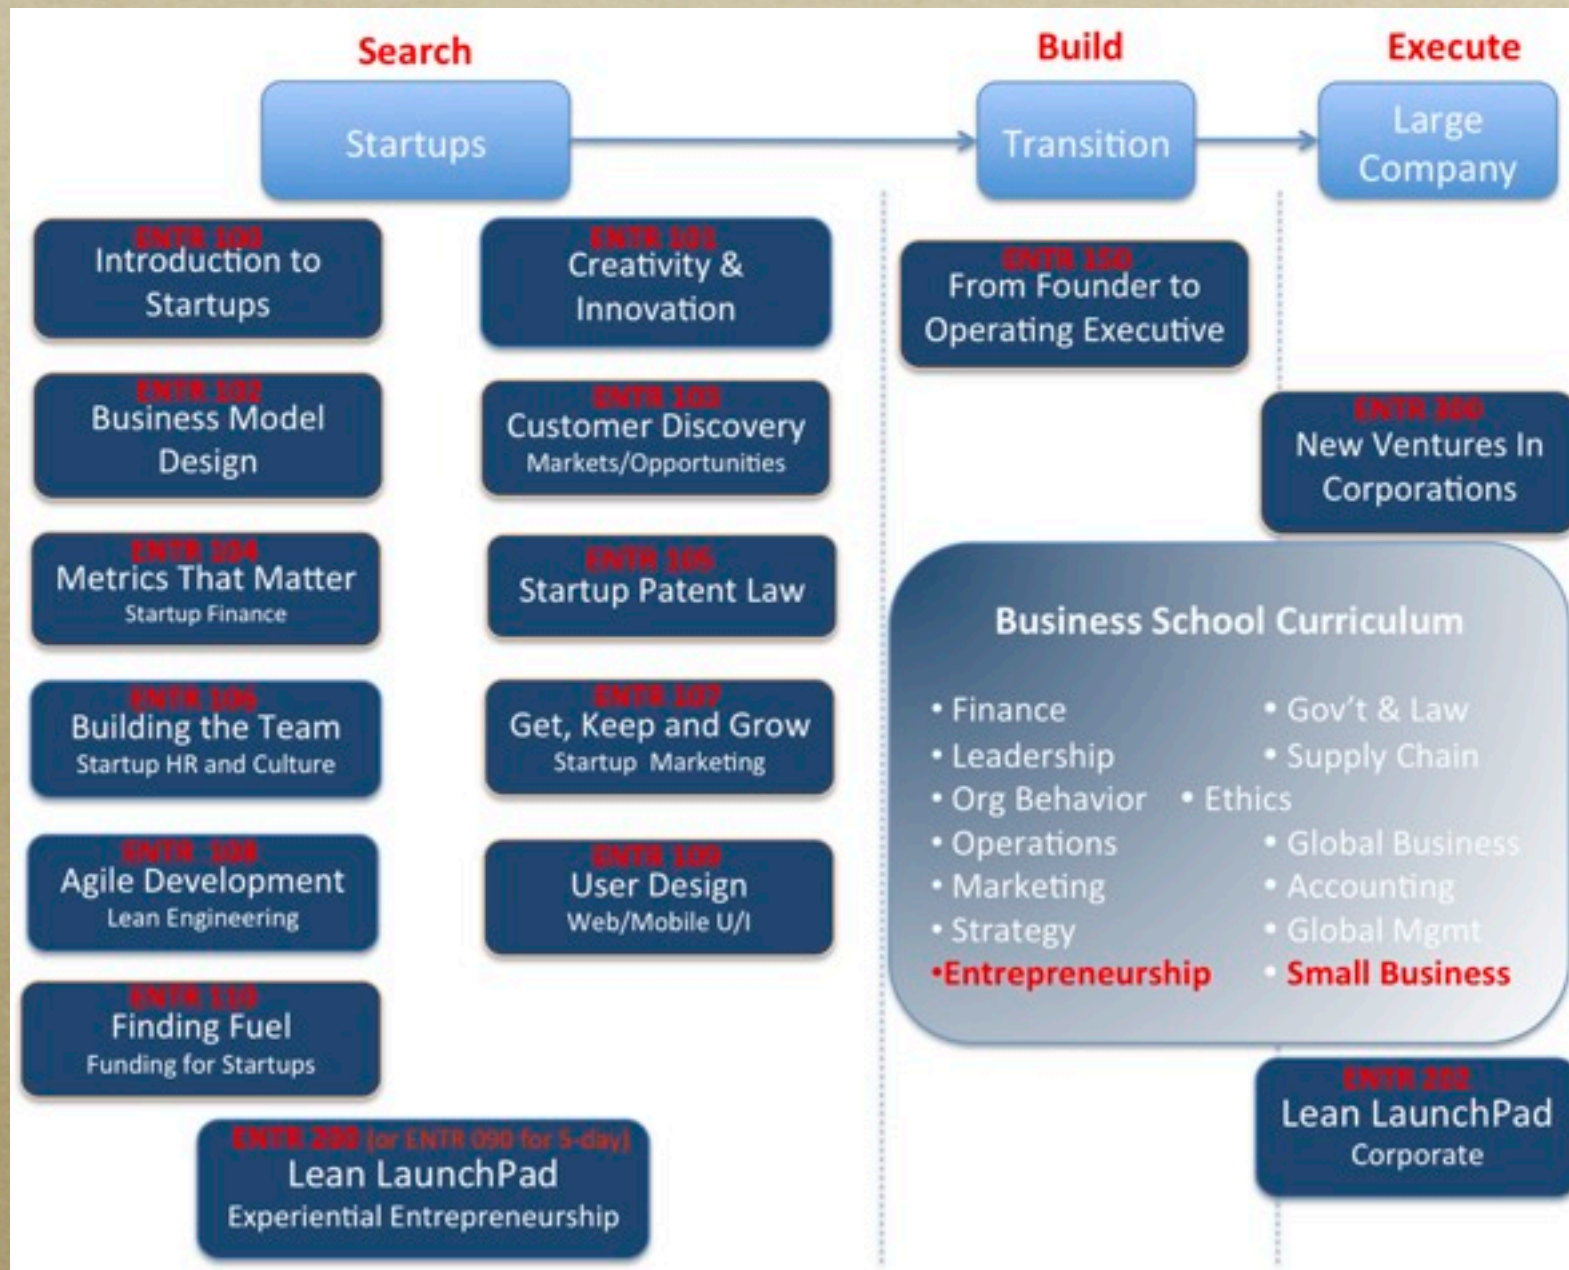 Search
Build
Execute
Startups
Transition
Large
Company
ENTR 100
Introduction to
Startups
ENTR 101
Creativity &
Innovation
ENTR 150
From Founder to
Operating Executive
ENTR 102
Business Model
Design
ENTR 103
Customer Discovery
Markets/Opportunities
ENTR 300
New Ventures In
Corporations
ENTR 104
Metrics That Matter
Startup Finance
ENTR 105
Startup Patent Law
ENTR 106
Building the Team
Startup HR and Culture
ENTR 107
Get, Keep and Grow
Startup Marketing
ENTR 108
Agile Development
Lean Engineering
ENTR 109
User Design
Web/Mobile U/I
ENTR 110
Finding Fuel
Funding for Startups
ENTR 200 (or ENTR 090 for 5-day)
Lean LaunchPad
Experiential Entrepreneurship
Business School Curriculum
• Finance
• Gov't & Law
• Leadership
• Supply Chain
• Org Behavior • Ethics
• Operations
• Global Business
• Marketing
• Accounting
• Strategy
• Global Mgmt
•Entrepreneurship
• Small Business
ENTR 202
Lean LaunchPad
Corporate